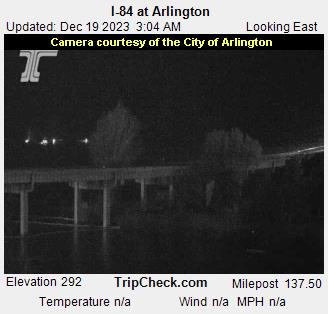 I-84 at Arlington
Updated: Dec 19 2023 3:04 AM Looking East
Camera courtesy of the City of Arlington
Elevation 292 TripCheck.com Milepost 137.50
Temperature n/a Wind n/a MPH n/a